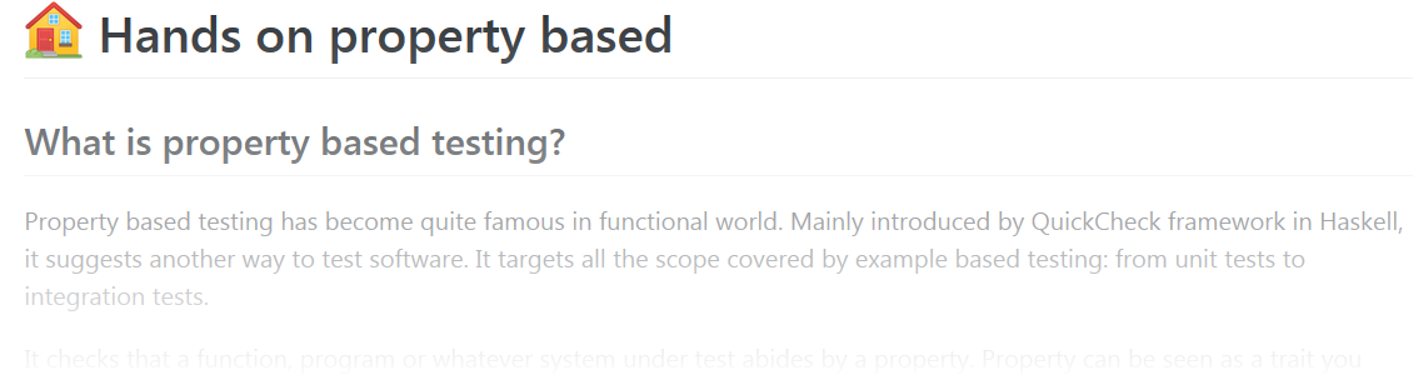 Hands on property based
What is property based testing?
Property based testing has become quite famous in functional world. Mainly introduced by QuickCheck framework in Haskell,
it suggests another way to test software. It targets all the scope covered by example based testing: from unit tests to
integration tests.
It checks that a function, program or whatever system under test abides by a property. Property can be seen as a trait you